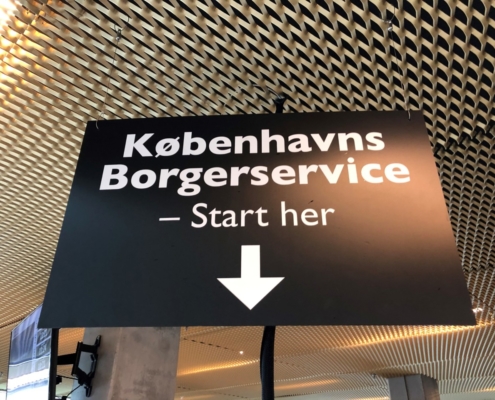 Københavns
Borgerservice
– Start her